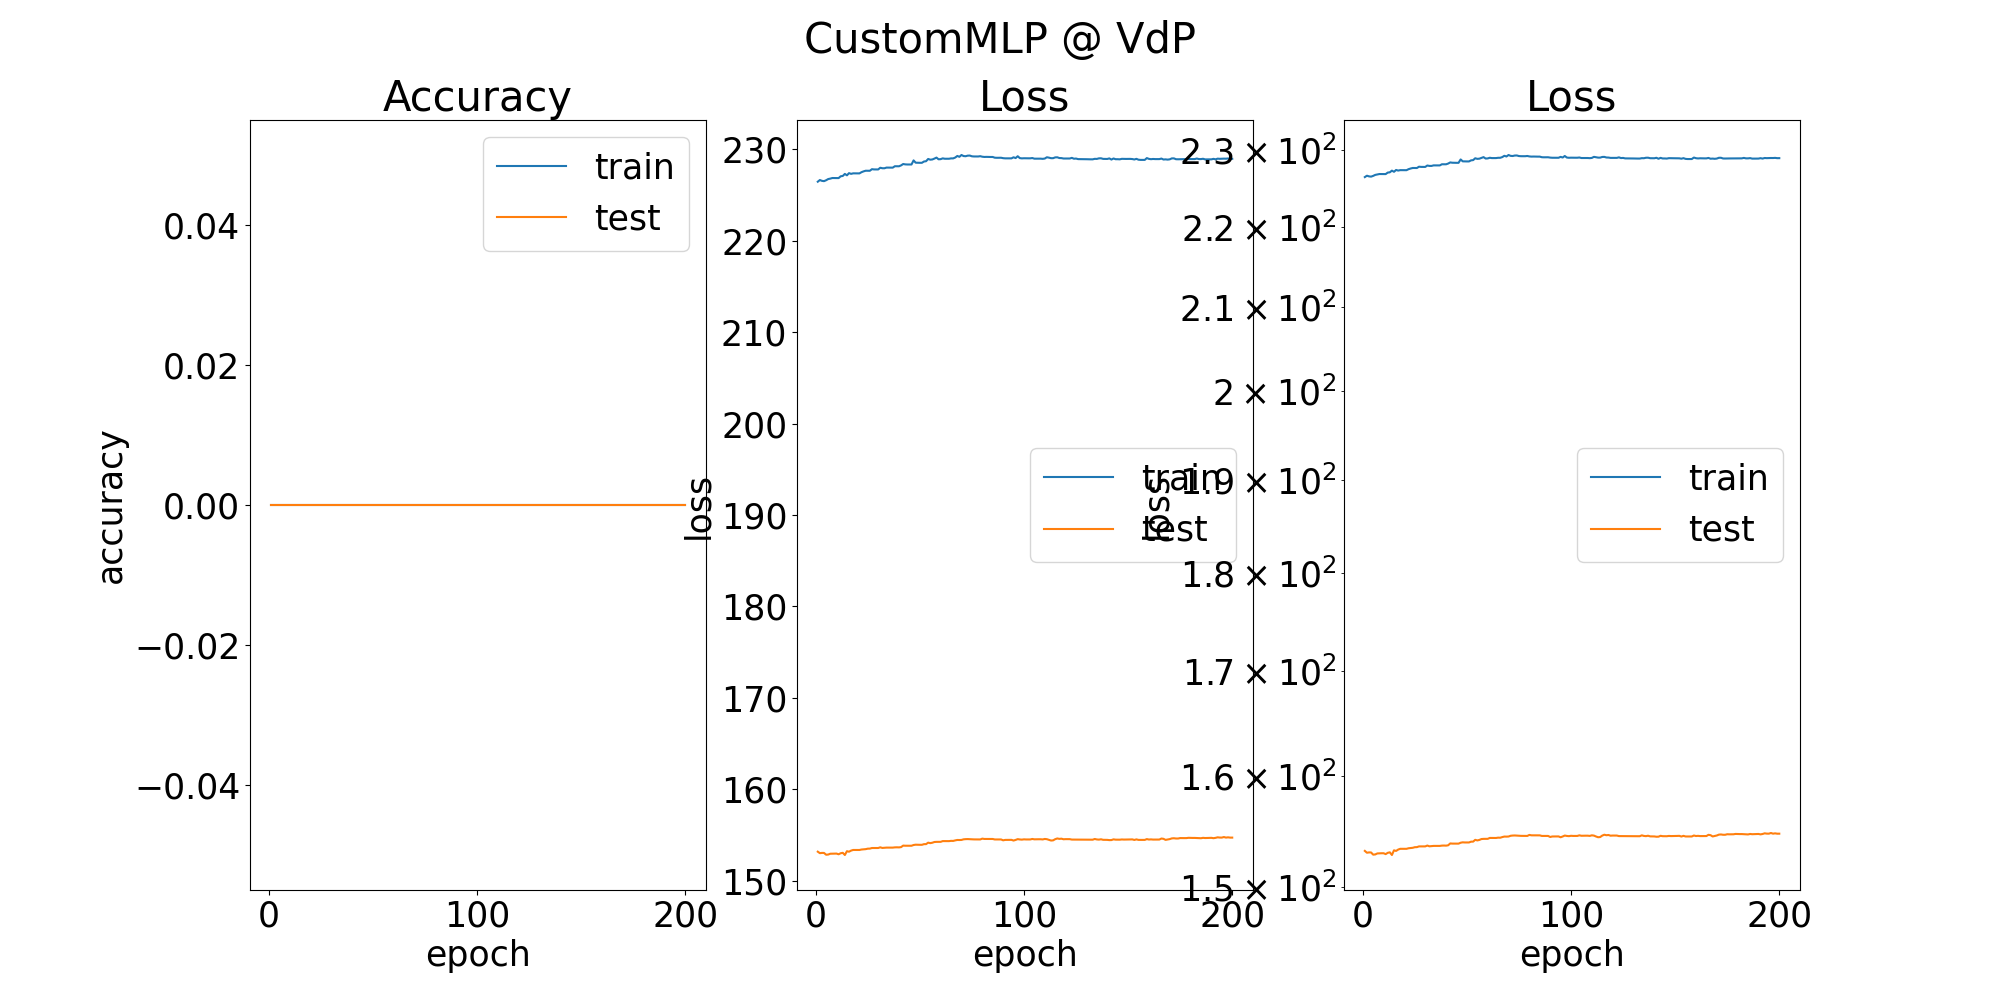 CustomMLP @ VdP
Accuracy
train
test
0.04
0.02
0.00
−0.02
−0.04
accuracy
0 100 200
epoch
Loss
230
220
210
200
190
180
170
160
150
loss
train
test
0 100 200
epoch
Loss
2.3 × 10²
2.2 × 10²
2.1 × 10²
2 × 10²
1.9 × 10²
1.8 × 10²
1.7 × 10²
1.6 × 10²
1.5 × 10²
loss
train
test
0 100 200
epoch